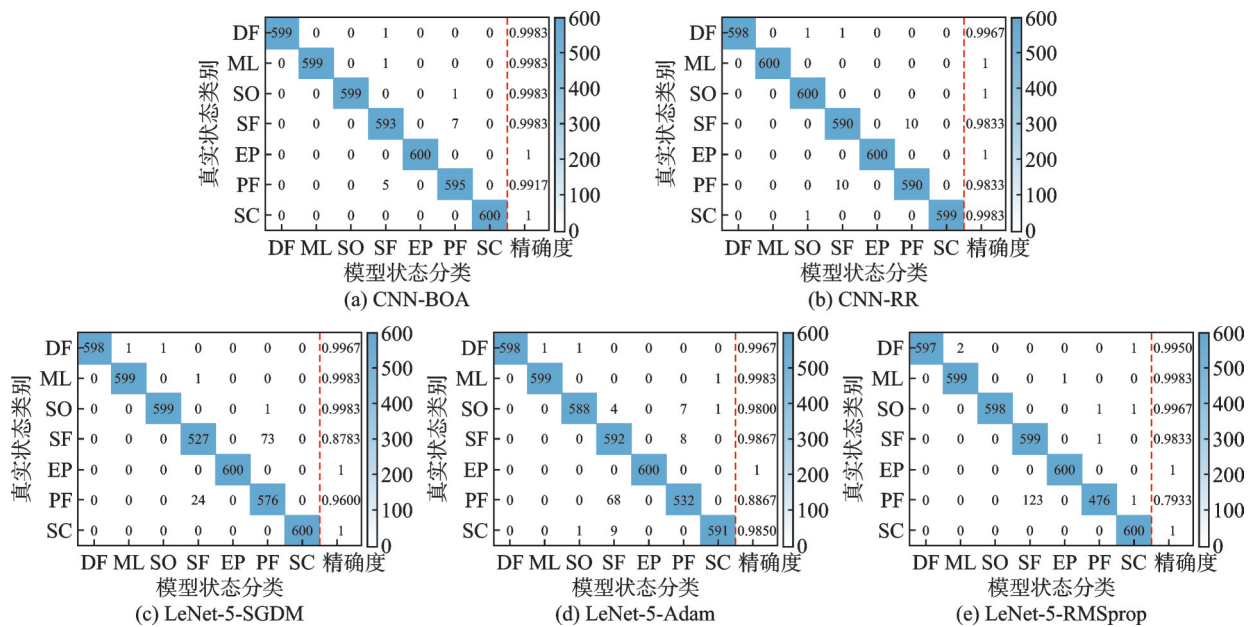 真实状态类别
DF 599 0 0 1 0 0 0 0.9983
ML 0 599 0 1 0 0 0 0.9983
SO 0 0 599 0 0 1 0 0.9983
SF 0 0 0 593 0 7 0 0.9983
EP 0 0 0 0 600 0 0 1
PF 0 0 0 5 0 595 0 0.9917
SC 0 0 0 0 0 0 600 1
DF ML SO SF EP PF SC 精确度
模型状态分类
600
500
400
300
200
100
0
(a) CNN-BOA
真实状态类别
DF 598 0 1 1 0 0 0 0.9967
ML 0 600 0 0 0 0 0 1
SO 0 0 600 0 0 0 0 1
SF 0 0 0 590 0 10 0 0.9833
EP 0 0 0 0 600 0 0 1
PF 0 0 0 10 0 590 0 0.9833
SC 0 0 1 0 0 0 599 0.9983
DF ML SO SF EP PF SC 精确度
模型状态分类
600
500
400
300
200
100
0
(b) CNN-RR
真实状态类别
DF 598 1 1 0 0 0 0 0.9967
ML 0 599 0 1 0 0 0 0.9983
SO 0 0 599 0 0 1 0 0.9983
SF 0 0 0 527 0 73 0 0.8783
EP 0 0 0 0 600 0 0 1
PF 0 0 0 24 0 576 0 0.9600
SC 0 0 0 0 0 0 600 1
DF ML SO SF EP PF SC 精确度
模型状态分类
600
500
400
300
200
100
0
(c) LeNet-5-SGDM
真实状态类别
DF 598 1 1 0 0 0 0 0.9967
ML 0 599 0 0 0 0 1 0.9983
SO 0 0 588 4 0 7 1 0.9800
SF 0 0 0 592 0 8 0 0.9867
EP 0 0 0 0 600 0 0 1
PF 0 0 0 68 0 532 0 0.8867
SC 0 0 1 9 0 0 591 0.9850
DF ML SO SF EP PF SC 精确度
模型状态分类
600
500
400
300
200
100
0
(d) LeNet-5-Adam
真实状态类别
DF 597 2 0 0 0 0 1 0.9950
ML 0 599 0 0 1 0 0 0.9983
SO 0 0 598 0 0 1 1 0.9967
SF 0 0 0 599 0 1 0 0.9833
EP 0 0 0 0 600 0 0 1
PF 0 0 0 123 0 476 1 0.7933
SC 0 0 0 0 0 0 600 1
DF ML SO SF EP PF SC 精确度
模型状态分类
600
500
400
300
200
100
0
(e) LeNet-5-RMSprop